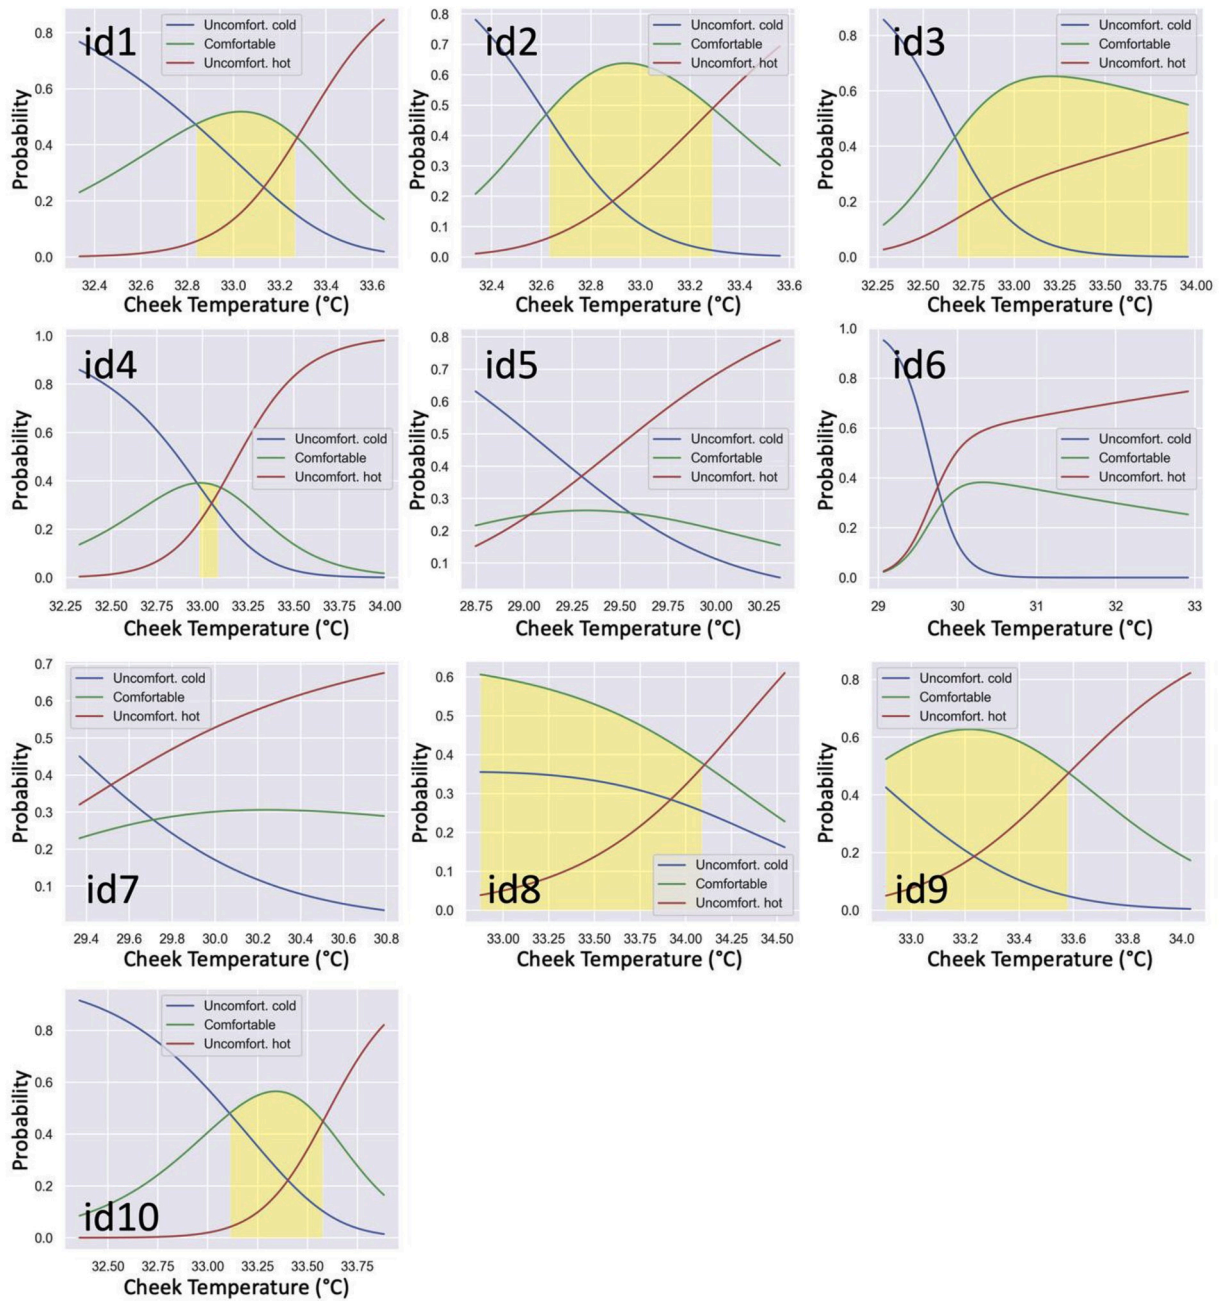 id1
Uncomfort. cold
Comfortable
Uncomfort. hot
Probability
0.8
0.6
0.4
0.2
0.0
32.4 32.6 32.8 33.0 33.2 33.4 33.6
Cheek Temperature (°C)
id2
Uncomfort. cold
Comfortable
Uncomfort. hot
Probability
0.8
0.7
0.6
0.5
0.4
0.3
0.2
0.1
0.0
32.4 32.6 32.8 33.0 33.2 33.4 33.6
Cheek Temperature (°C)
id3
Uncomfort. cold
Comfortable
Uncomfort. hot
Probability
0.8
0.6
0.4
0.2
0.0
32.25 32.50 32.75 33.00 33.25 33.50 33.75 34.00
Cheek Temperature (°C)
id4
Uncomfort. cold
Comfortable
Uncomfort. hot
Probability
1.0
0.8
0.6
0.4
0.2
0.0
32.25 32.50 32.75 33.00 33.25 33.50 33.75 34.00
Cheek Temperature (°C)
id5
Uncomfort. cold
Comfortable
Uncomfort. hot
Probability
0.8
0.7
0.6
0.5
0.4
0.3
0.2
0.1
28.75 29.00 29.25 29.50 29.75 30.00 30.25
Cheek Temperature (°C)
id6
Uncomfort. cold
Comfortable
Uncomfort. hot
Probability
1.0
0.8
0.6
0.4
0.2
0.0
29 30 31 32 33
Cheek Temperature (°C)
id7
Uncomfort. cold
Comfortable
Uncomfort. hot
Probability
0.7
0.6
0.5
0.4
0.3
0.2
0.1
29.4 29.6 29.8 30.0 30.2 30.4 30.6 30.8
Cheek Temperature (°C)
id8
Uncomfort. cold
Comfortable
Uncomfort. hot
Probability
0.6
0.5
0.4
0.3
0.2
0.1
0.0
33.00 33.25 33.50 33.75 34.00 34.25 34.50
Cheek Temperature (°C)
id9
Uncomfort. cold
Comfortable
Uncomfort. hot
Probability
0.8
0.6
0.4
0.2
0.0
33.0 33.2 33.4 33.6 33.8 34.0
Cheek Temperature (°C)
id10
Uncomfort. cold
Comfortable
Uncomfort. hot
Probability
0.8
0.6
0.4
0.2
0.0
32.50 32.75 33.00 33.25 33.50 33.75
Cheek Temperature (°C)